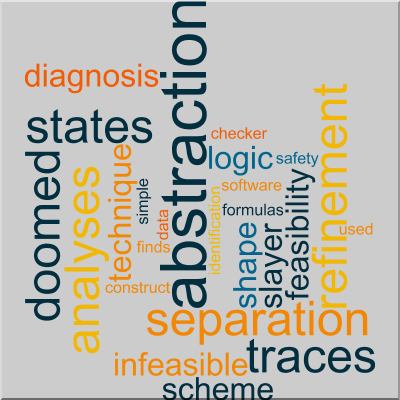 abstraction
diagnosis
states
checker
logic
safety
refinement
technique
doomed
analyses
simple
data
software
identification
formulas
feasibility
shape
slayer
used
finds
construct
separation
infeasible
traces
scheme